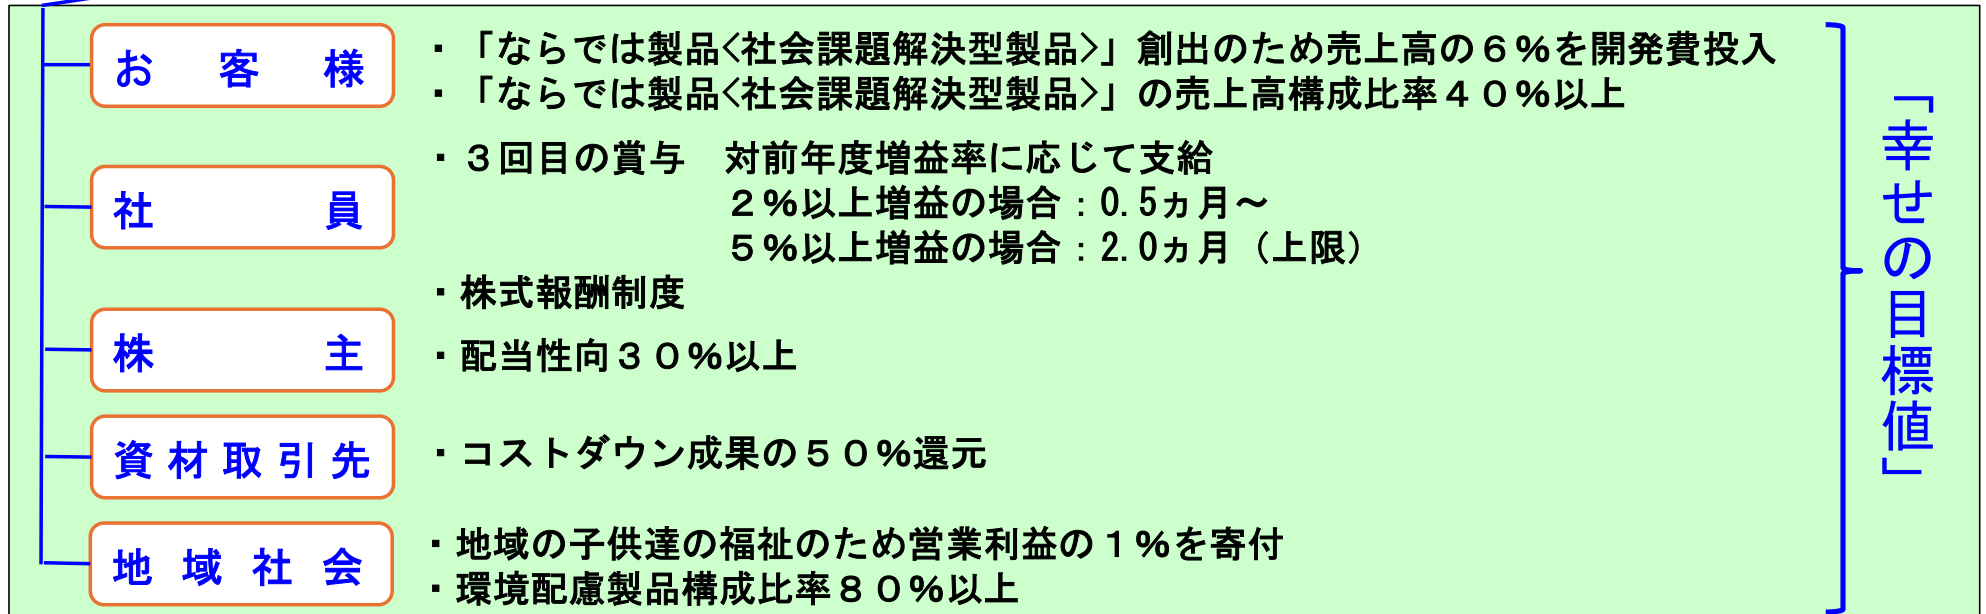 お客様
・「ならでは製品<社会課題解決型製品>」創出のため売上高の６％を開発費投入
・「ならでは製品<社会課題解決型製品>」の売上高構成比率４０％以上
社員
・３回目の賞与　対前年度増益率に応じて支給
２％以上増益の場合：0.5ヵ月～
５％以上増益の場合：2.0ヵ月（上限）
・株式報酬制度
株主
・配当性向３０％以上
資材取引先
・コストダウン成果の５０％還元
地域社会
・地域の子供達の福祉のため営業利益の１％を寄付
・環境配慮製品構成比率８０％以上
「幸せの目標値」